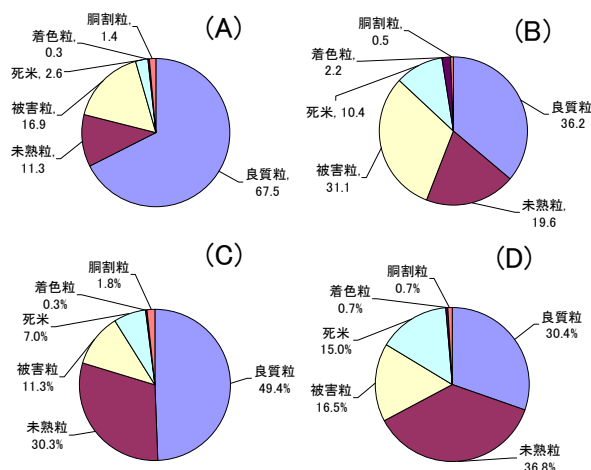 (A)
胴割粒,
1.4
着色粒,
0.3
死米, 2.6
被害粒,
16.9
未熟粒,
11.3
良質粒,
67.5
(B)
胴割粒,
0.5
着色粒,
2.2
死米, 10.4
被害粒,
31.1
良質粒,
36.2
未熟粒,
19.6
(C)
胴割粒
1.8%
着色粒
0.3%
死米
7.0%
被害粒
11.3%
未熟粒
30.3%
良質粒
49.4%
(D)
胴割粒
0.7%
着色粒
0.7%
死米
15.0%
被害粒
16.5%
良質粒
30.4%
未熟粒
36.8%